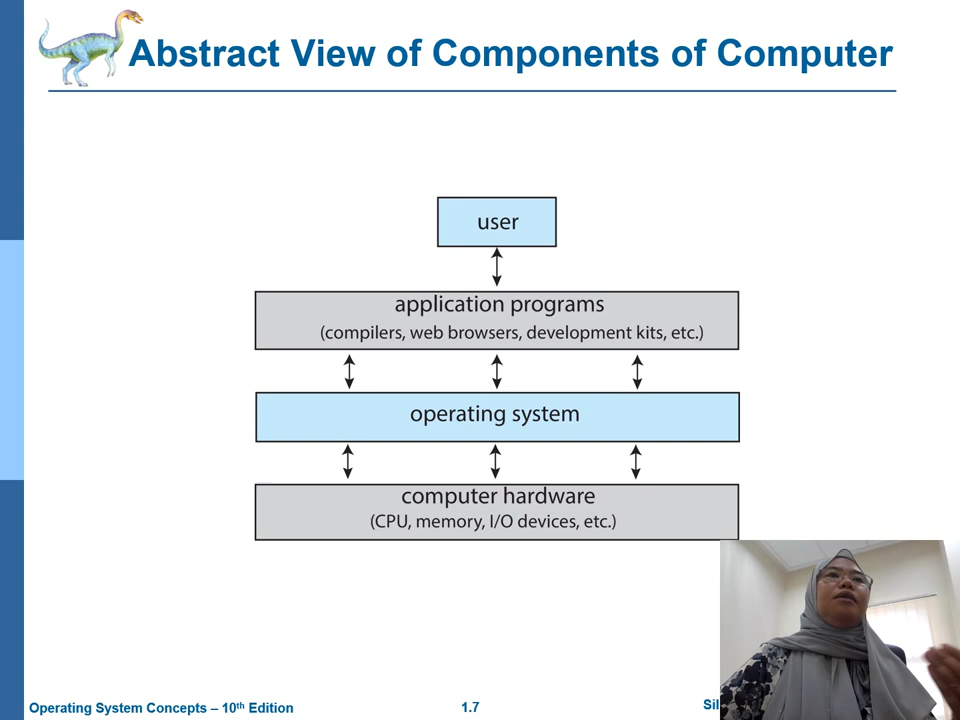 Abstract View of Components of Computer
user
application programs
(compilers, web browsers, development kits, etc.)
operating system
computer hardware
(CPU, memory, I/O devices, etc.)
Operating System Concepts – 10th Edition
1.7